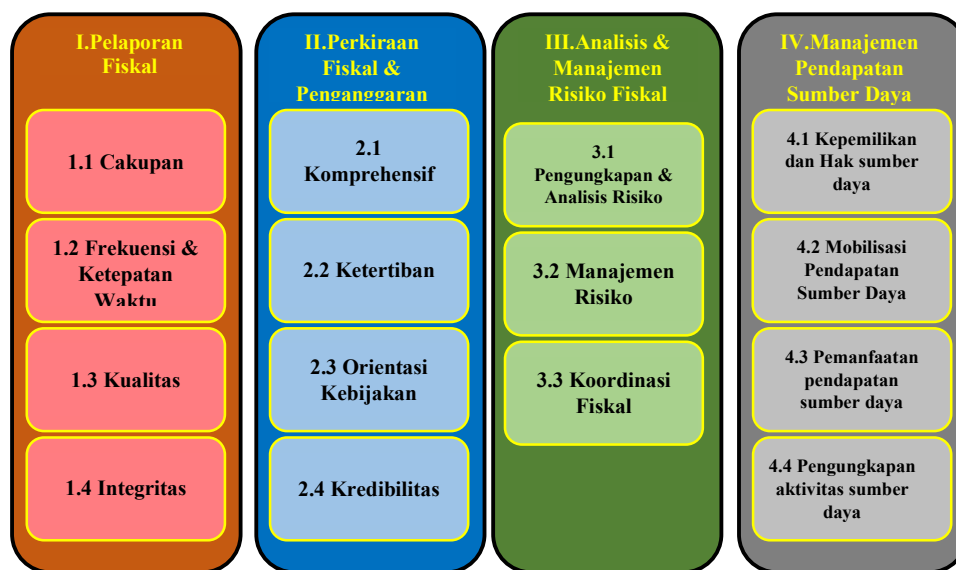 I.Pelaporan
Fiskal
1.1 Cakupan
1.2 Frekuensi &
Ketepatan
Waktu
1.3 Kualitas
1.4 Integritas
II.Perkiraan
Fiskal &
Penganggaran
2.1
Komprehensif
2.2 Ketertiban
2.3 Orientasi
Kebijakan
2.4 Kredibilitas
III.Analisis &
Manajemen
Risiko Fiskal
3.1
Pengungkapan &
Analisis Risiko
3.2 Manajemen
Risiko
3.3 Koordinasi
Fiskal
IV.Manajemen
Pendapatan
Sumber Daya
4.1 Kepemilikan
dan Hak sumber
daya
4.2 Mobilisasi
Pendapatan
Sumber Daya
4.3 Pemanfaatan
pendapatan
sumber daya
4.4 Pengungkapan
aktivitas sumber
daya